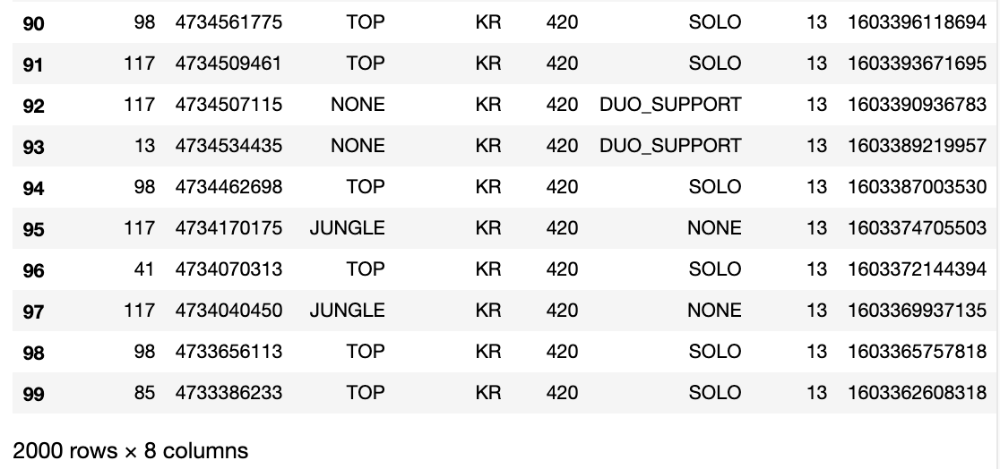 90 98 4734561775 TOP KR 420 SOLO 13 1603396118694
91 117 4734509461 TOP KR 420 SOLO 13 1603393671695
92 117 4734507115 NONE KR 420 DUO_SUPPORT 13 1603390936783
93 13 4734534435 NONE KR 420 DUO_SUPPORT 13 1603389219957
94 98 4734462698 TOP KR 420 SOLO 13 1603387003530
95 117 4734170175 JUNGLE KR 420 NONE 13 1603374705503
96 41 4734070313 TOP KR 420 SOLO 13 1603372144394
97 117 4734040450 JUNGLE KR 420 NONE 13 1603369937135
98 98 4733656113 TOP KR 420 SOLO 13 1603365757818
99 85 4733386233 TOP KR 420 SOLO 13 1603362608318
2000 rows × 8 columns